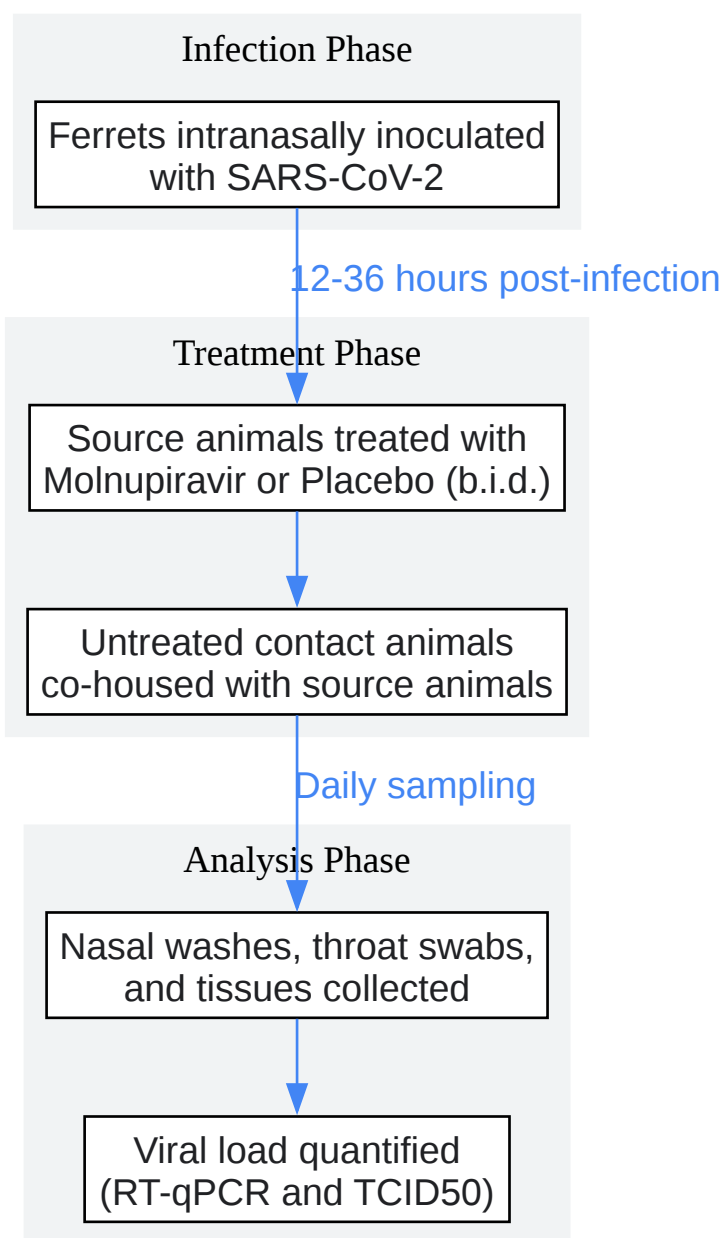 Infection Phase
Ferrets intranasally inoculated
with SARS-CoV-2
12-36 hours post-infection
Treatment Phase
Source animals treated with
Molnupiravir or Placebo (b.i.d.)
Untreated contact animals
co-housed with source animals
Daily sampling
Analysis Phase
Nasal washes, throat swabs,
and tissues collected
Viral load quantified
(RT-qPCR and TCID50)